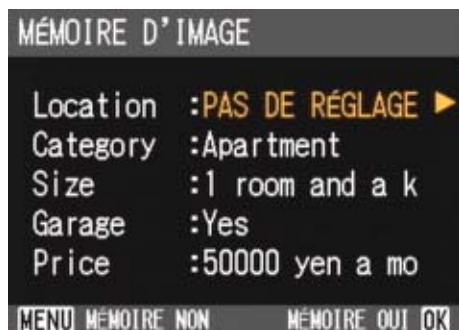 MÉMOIRE D'IMAGE
Location :PAS DE RÉGLAGE ▶
Category :Apartment
Size :1 room and a k
Garage :Yes
Price :50000 yen a mo
MENU MÉMOIRE NON MÉMOIRE OUI OK